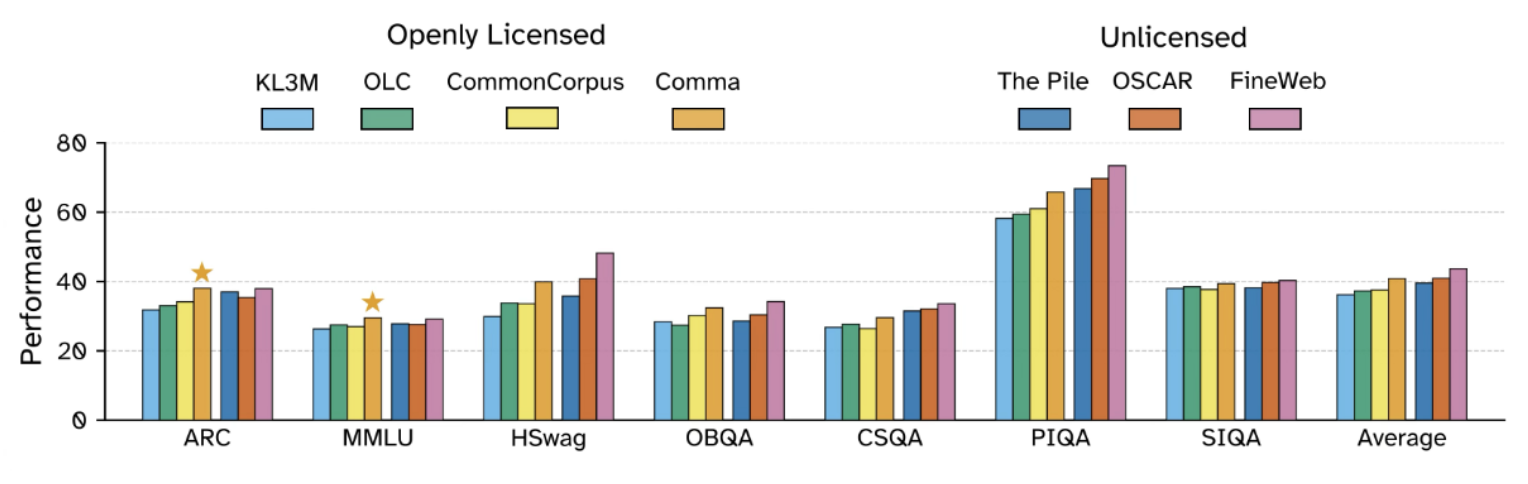 Openly Licensed Unlicensed
KL3M OLC CommonCorpus Comma The Pile OSCAR FineWeb
80
60
40
20
0
Performance
ARC MMLU HSwag OBQA CSQA PIQA SIQA Average